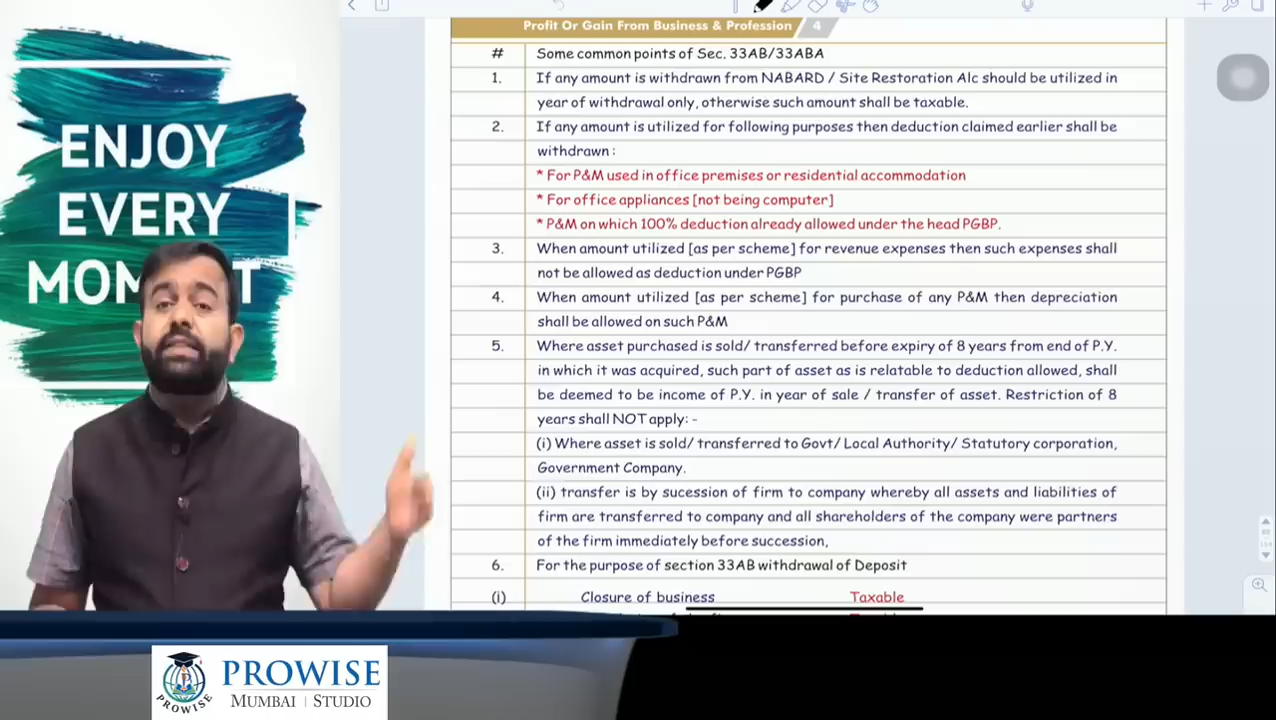 ENJOY
EVERY
MOM T
Profit Or Gain From Business & Profession 4
# Some common points of Sec. 33AB/33ABA
1. If any amount is withdrawn from NABARD / Site Restoration Alc should be utilized in
year of withdrawal only, otherwise such amount shall be taxable.
2. If any amount is utilized for following purposes then deduction claimed earlier shall be
withdrawn :
* For P&M used in office premises or residential accommodation
* For office appliances [not being computer]
* P&M on which 100% deduction already allowed under the head PGBP.
3. When amount utilized [as per scheme] for revenue expenses then such expenses shall
not be allowed as deduction under PGBP
4. When amount utilized [as per scheme] for purchase of any P&M then depreciation
shall be allowed on such P&M
5. Where asset purchased is sold/ transferred before expiry of 8 years from end of P.Y.
in which it was acquired, such part of asset as is relatable to deduction allowed, shall
be deemed to be income of P.Y. in year of sale / transfer of asset. Restriction of 8
years shall NOT apply: -
(i) Where asset is sold/ transferred to Govt/ Local Authority/ Statutory corporation,
Government Company.
(ii) transfer is by sucession of firm to company whereby all assets and liabilities of
firm are transferred to company and all shareholders of the company were partners
of the firm immediately before succession,
6. For the purpose of section 33AB withdrawal of Deposit
(i) Closure of business Taxable
PROWISE
PROWISE
MUMBAI | STUDIO